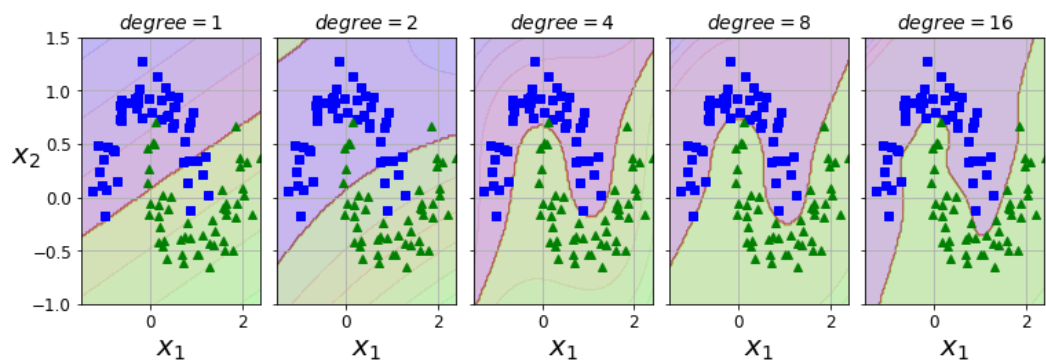 degree = 1 degree = 2 degree = 4 degree = 8 degree = 16
1.5
1.0
0.5
x₂
0.0
−0.5
−1.0
0 2 0 2 0 2 0 2 0 2
x₁ x₁ x₁ x₁ x₁